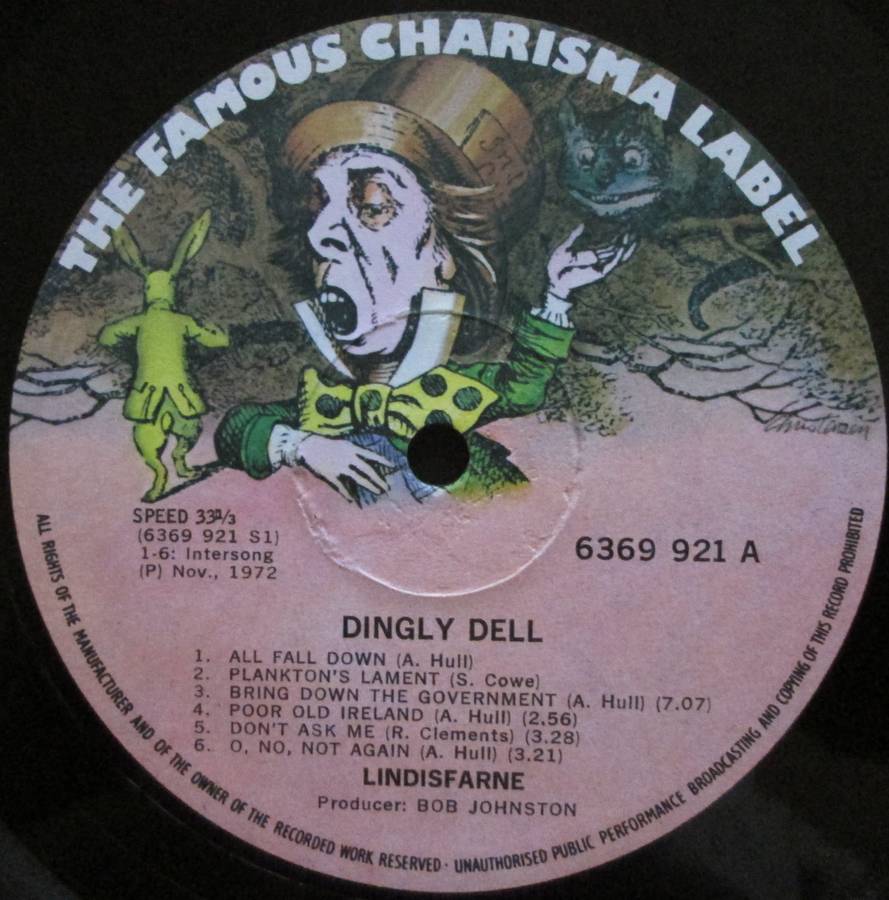 THE FAMOUS CHARISMA LABEL
Christensen
SPEED 33⅓
(6369 921 S1)
1-6: Intersong
(P) Nov., 1972
6369 921 A
DINGLY DELL
1. ALL FALL DOWN (A. Hull)
2. PLANKTON'S LAMENT (S. Cowe)
3. BRING DOWN THE GOVERNMENT (A. Hull) (7.07)
4. POOR OLD IRELAND (A. Hull) (2.56)
5. DON'T ASK ME (R. Clements) (3.28)
6. O, NO, NOT AGAIN (A. Hull) (3.21)
LINDISFARNE
Producer: BOB JOHNSTON
ALL RIGHTS OF THE MANUFACTURER AND OF THE OWNER OF THE RECORDED WORK RESERVED · UNAUTHORISED PUBLIC PERFORMANCE BROADCASTING AND COPYING OF THIS RECORD PROHIBITED